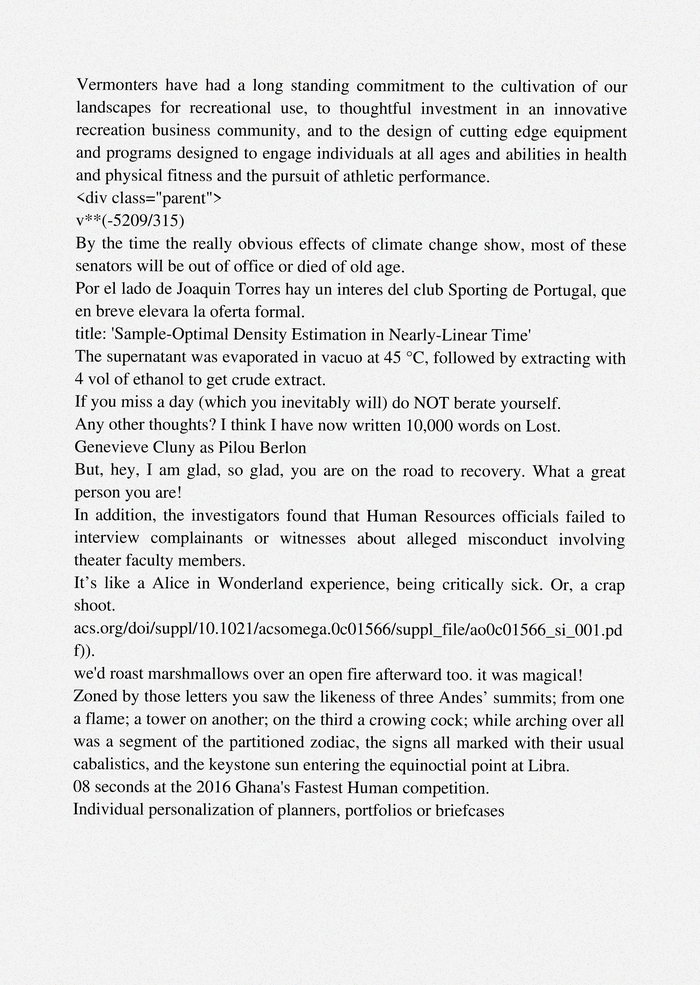 Vermonters have had a long standing commitment to the cultivation of our
landscapes for recreational use, to thoughtful investment in an innovative
recreation business community, and to the design of cutting edge equipment
and programs designed to engage individuals at all ages and abilities in health
and physical fitness and the pursuit of athletic performance.
<div class="parent">
v**(-5209/315)
By the time the really obvious effects of climate change show, most of these
senators will be out of office or died of old age.
Por el lado de Joaquin Torres hay un interes del club Sporting de Portugal, que
en breve elevara la oferta formal.
title: 'Sample-Optimal Density Estimation in Nearly-Linear Time'
The supernatant was evaporated in vacuo at 45 °C, followed by extracting with
4 vol of ethanol to get crude extract.
If you miss a day (which you inevitably will) do NOT berate yourself.
Any other thoughts? I think I have now written 10,000 words on Lost.
Genevieve Cluny as Pilou Berlon
But, hey, I am glad, so glad, you are on the road to recovery. What a great
person you are!
In addition, the investigators found that Human Resources officials failed to
interview complainants or witnesses about alleged misconduct involving
theater faculty members.
It’s like a Alice in Wonderland experience, being critically sick. Or, a crap
shoot.
acs.org/doi/suppl/10.1021/acsomega.0c01566/suppl_file/ao0c01566_si_001.pd
f)).
we'd roast marshmallows over an open fire afterward too. it was magical!
Zoned by those letters you saw the likeness of three Andes’ summits; from one
a flame; a tower on another; on the third a crowing cock; while arching over all
was a segment of the partitioned zodiac, the signs all marked with their usual
cabalistics, and the keystone sun entering the equinoctial point at Libra.
08 seconds at the 2016 Ghana's Fastest Human competition.
Individual personalization of planners, portfolios or briefcases